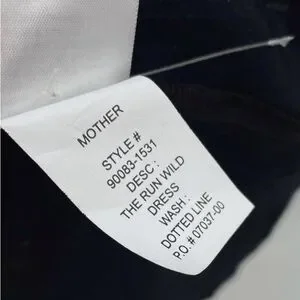 MOTHER
STYLE #
90083-1531
DESC :
THE RUN WILD
DRESS
WASH :
DOTTED LINE
P.O. # 07037-00